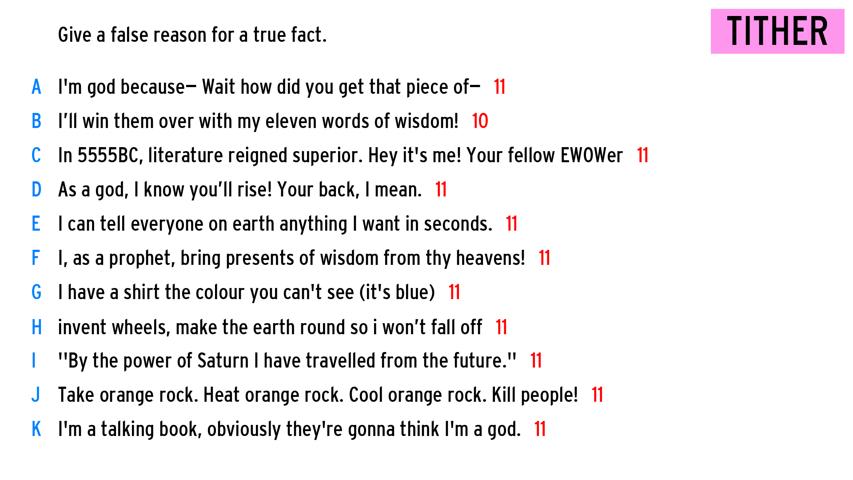 Give a false reason for a true fact.
TITHER
A I'm god because— Wait how did you get that piece of— 11
B I’ll win them over with my eleven words of wisdom! 10
C In 5555BC, literature reigned superior. Hey it's me! Your fellow EWOWer 11
D As a god, I know you’ll rise! Your back, I mean. 11
E I can tell everyone on earth anything I want in seconds. 11
F I, as a prophet, bring presents of wisdom from thy heavens! 11
G I have a shirt the colour you can't see (it's blue) 11
H invent wheels, make the earth round so i won’t fall off 11
I "By the power of Saturn I have travelled from the future." 11
J Take orange rock. Heat orange rock. Cool orange rock. Kill people! 11
K I'm a talking book, obviously they're gonna think I'm a god. 11